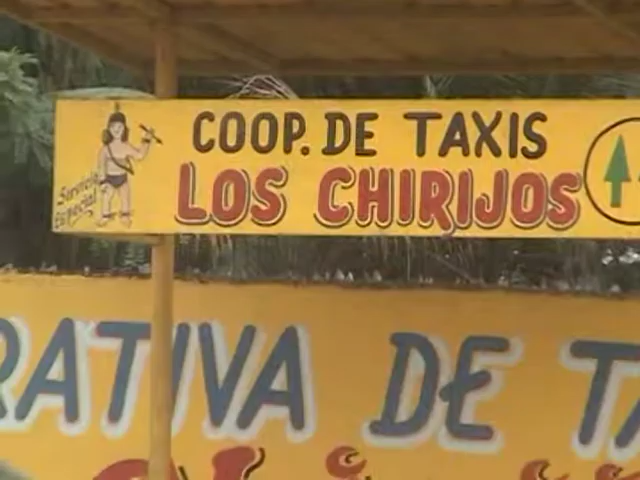 COOP. DE TAXIS
LOS CHIRIJOS
Servicio
Especial
RATIVA DE TA